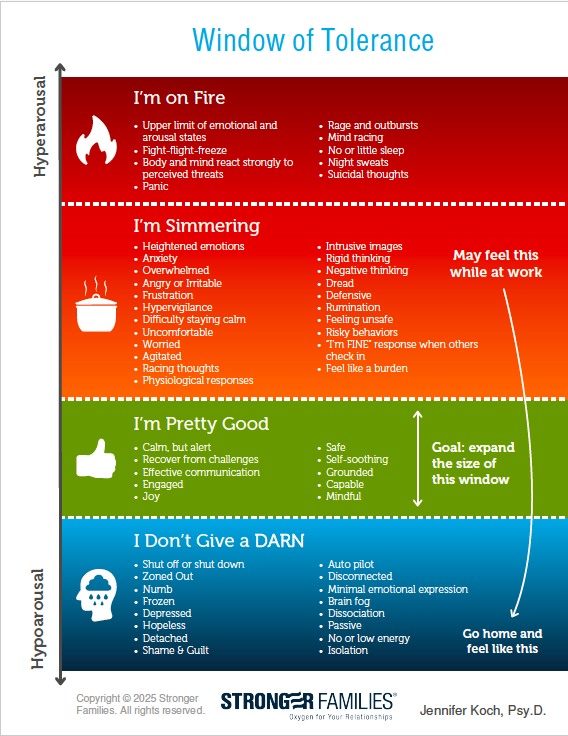 Window of Tolerance
Hyperarousal
I'm on Fire
• Upper limit of emotional and
arousal states
• Fight-flight-freeze
• Body and mind react strongly to
perceived threats
• Panic
• Rage and outbursts
• Mind racing
• No or little sleep
• Night sweats
• Suicidal thoughts
I'm Simmering
• Heightened emotions
• Anxiety
• Overwhelmed
• Angry or Irritable
• Frustration
• Hypervigilance
• Difficulty staying calm
• Uncomfortable
• Worried
• Agitated
• Racing thoughts
• Physiological responses
• Intrusive images
• Rigid thinking
• Negative thinking
• Dread
• Defensive
• Rumination
• Feeling unsafe
• Risky behaviors
• "I'm FINE" response when others
check in
• Feel like a burden
May feel this
while at work
I'm Pretty Good
• Calm, but alert
• Recover from challenges
• Effective communication
• Engaged
• Joy
• Safe
• Self-soothing
• Grounded
• Capable
• Mindful
Goal: expand
the size of
this window
Hypoarousal
I Don't Give a DARN
• Shut off or shut down
• Zoned Out
• Numb
• Frozen
• Depressed
• Hopeless
• Detached
• Shame & Guilt
• Auto pilot
• Disconnected
• Minimal emotional expression
• Brain fog
• Dissociation
• Passive
• No or low energy
• Isolation
Go home and
feel like this
Copyright © 2025 Stronger
Families. All rights reserved.
STRONGER FAMILIES®
Oxygen for Your Relationships
Jennifer Koch, Psy.D.